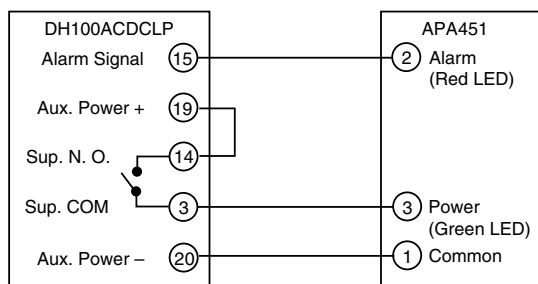 DH100ACDCLP
Alarm Signal 15
Aux. Power + 19
Sup. N. O. 14
Sup. COM 3
Aux. Power – 20
APA451
2 Alarm
(Red LED)
3 Power
(Green LED)
1 Common